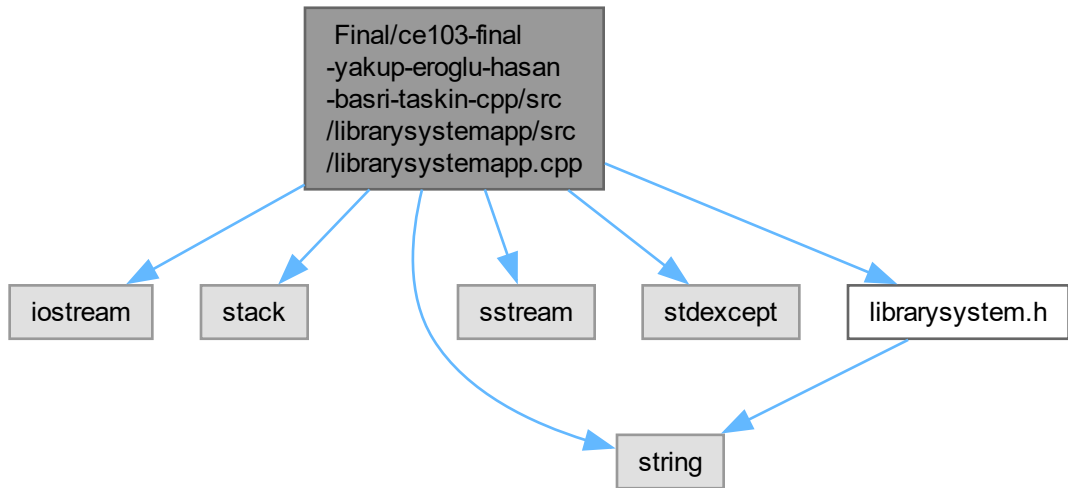 Final/ce103-final
-yakup-eroglu-hasan
-basri-taskin-cpp/src
/librarysystemapp/src
/librarysystemapp.cpp
iostream
stack
sstream
stdexcept
librarysystem.h
string